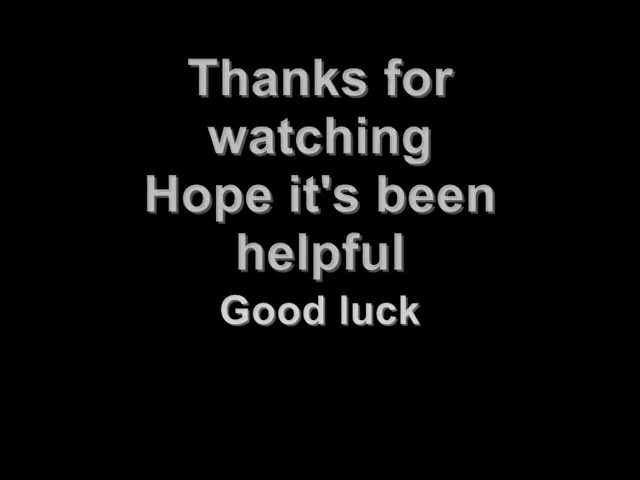 Thanks for
watching
Hope it's been
helpful
Good luck